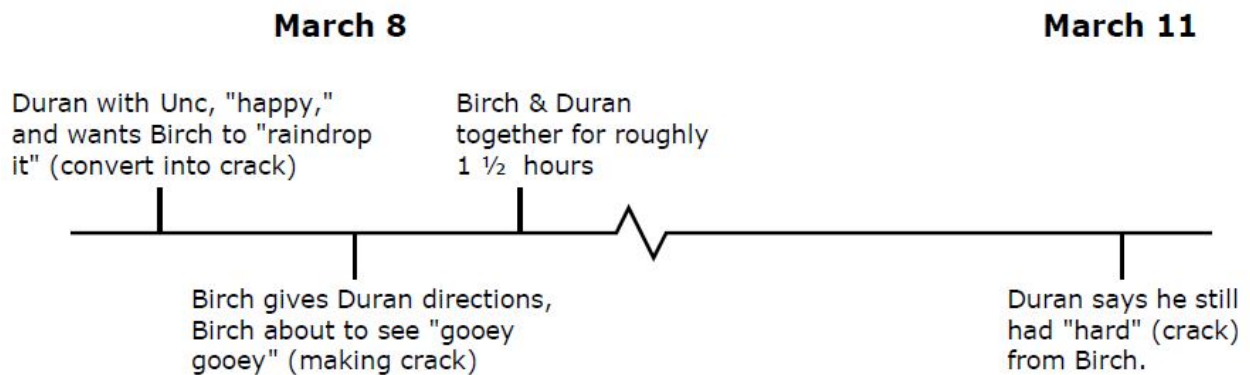 March 8
March 11
Duran with Unc, "happy,"
and wants Birch to "raindrop
it" (convert into crack)
Birch & Duran
together for roughly
1 ½ hours
Birch gives Duran directions,
Birch about to see "gooey
gooey" (making crack)
Duran says he still
had "hard" (crack)
from Birch.